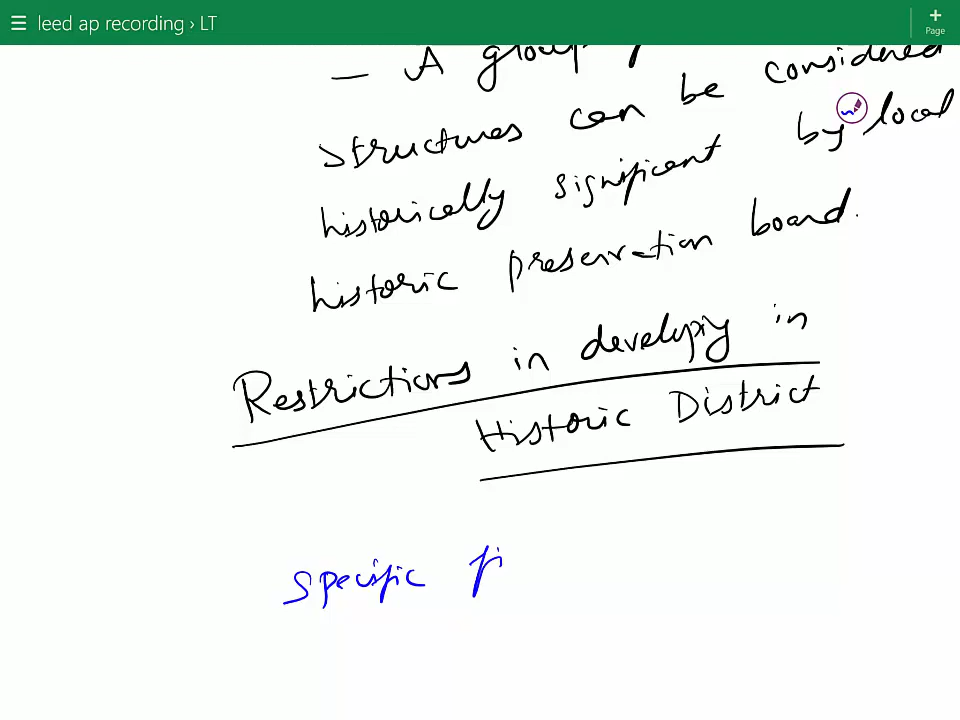 leed ap recording › LT
Page
– A group
structures can be considered
historically significant by local
historic preservation board.
Restrictions in developing in
Historic District
specific fi